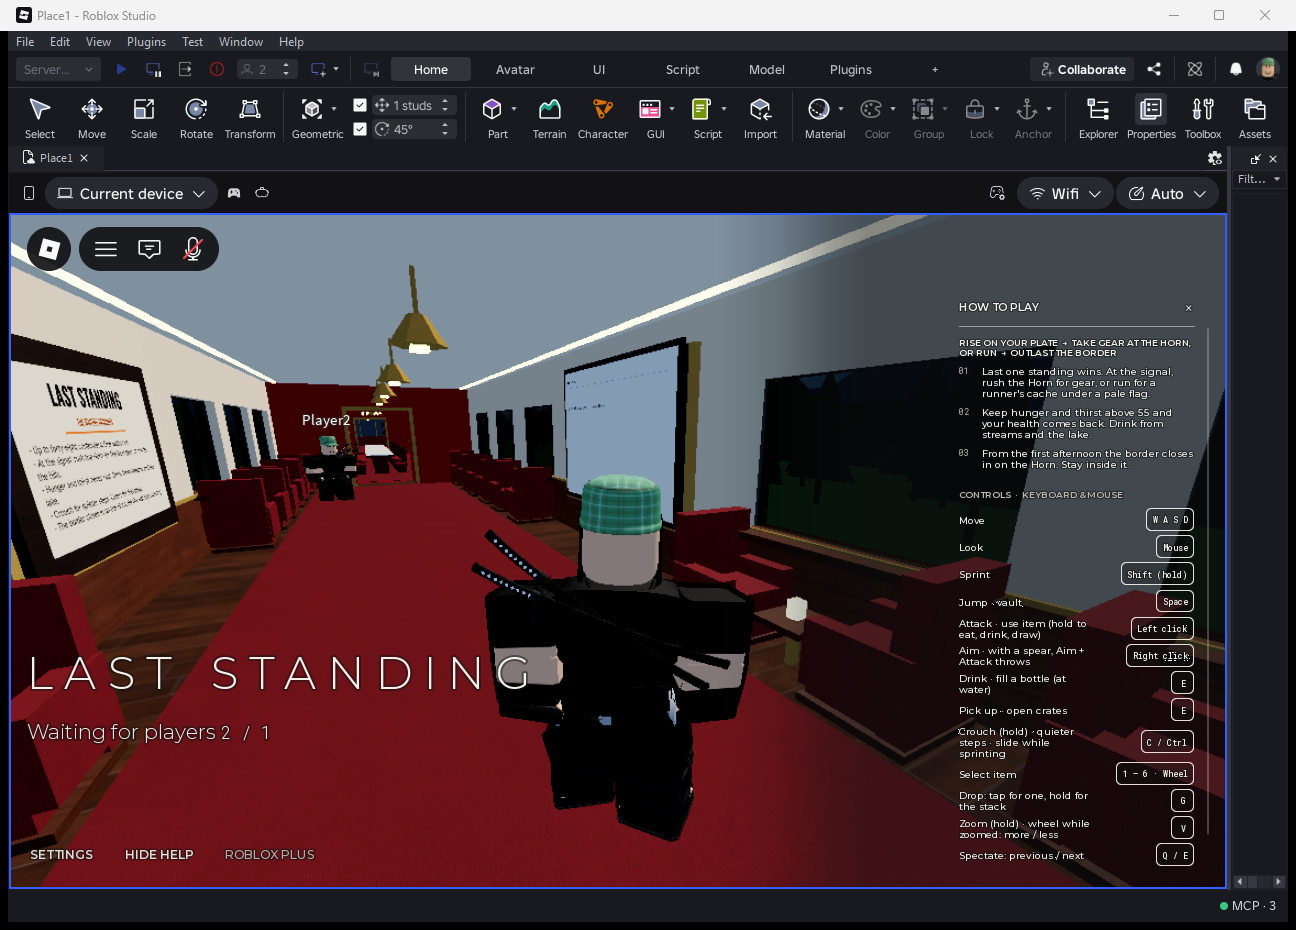 Place1 - Roblox Studio
File Edit View Plugins Test Window Help
Server... 2 Home Avatar UI Script Model Plugins + Collaborate
Select Move Scale Rotate Transform Geometric 1 studs 45° Part Terrain Character GUI Script Import Material Color Group Lock Anchor Explorer Properties Toolbox Assets
Place1
Filt...
Current device Wifi Auto
HOW TO PLAY ×
RISE ON YOUR PLATE → TAKE GEAR AT THE HORN,
OR RUN → OUTLAST THE BORDER
01 Last one standing wins. At the signal,
rush the Horn for gear, or run for a
runner's cache under a pale flag.
02 Keep hunger and thirst above 55 and
your health comes back. Drink from
streams and the lake.
03 From the first afternoon the border closes
in on the Horn. Stay inside it.
CONTROLS · KEYBOARD & MOUSE
Move W A S D
Look Mouse
Sprint Shift (hold)
Jump · vault Space
Attack · use item (hold to
eat, drink, draw) Left click
Aim · with a spear, Aim +
Attack throws Right click
Drink · fill a bottle (at
water) E
Pick up · open crates E
Crouch (hold) · quieter
steps · slide while
sprinting C / Ctrl
Select item 1 – 6 · Wheel
Drop: tap for one, hold for
the stack G
Zoom (hold) · wheel while
zoomed: more / less V
Spectate: previous / next Q / E
Player2
LAST STANDING
LAST STANDING
Waiting for players 2 / 1
SETTINGS HIDE HELP ROBLOX PLUS
MCP · 3